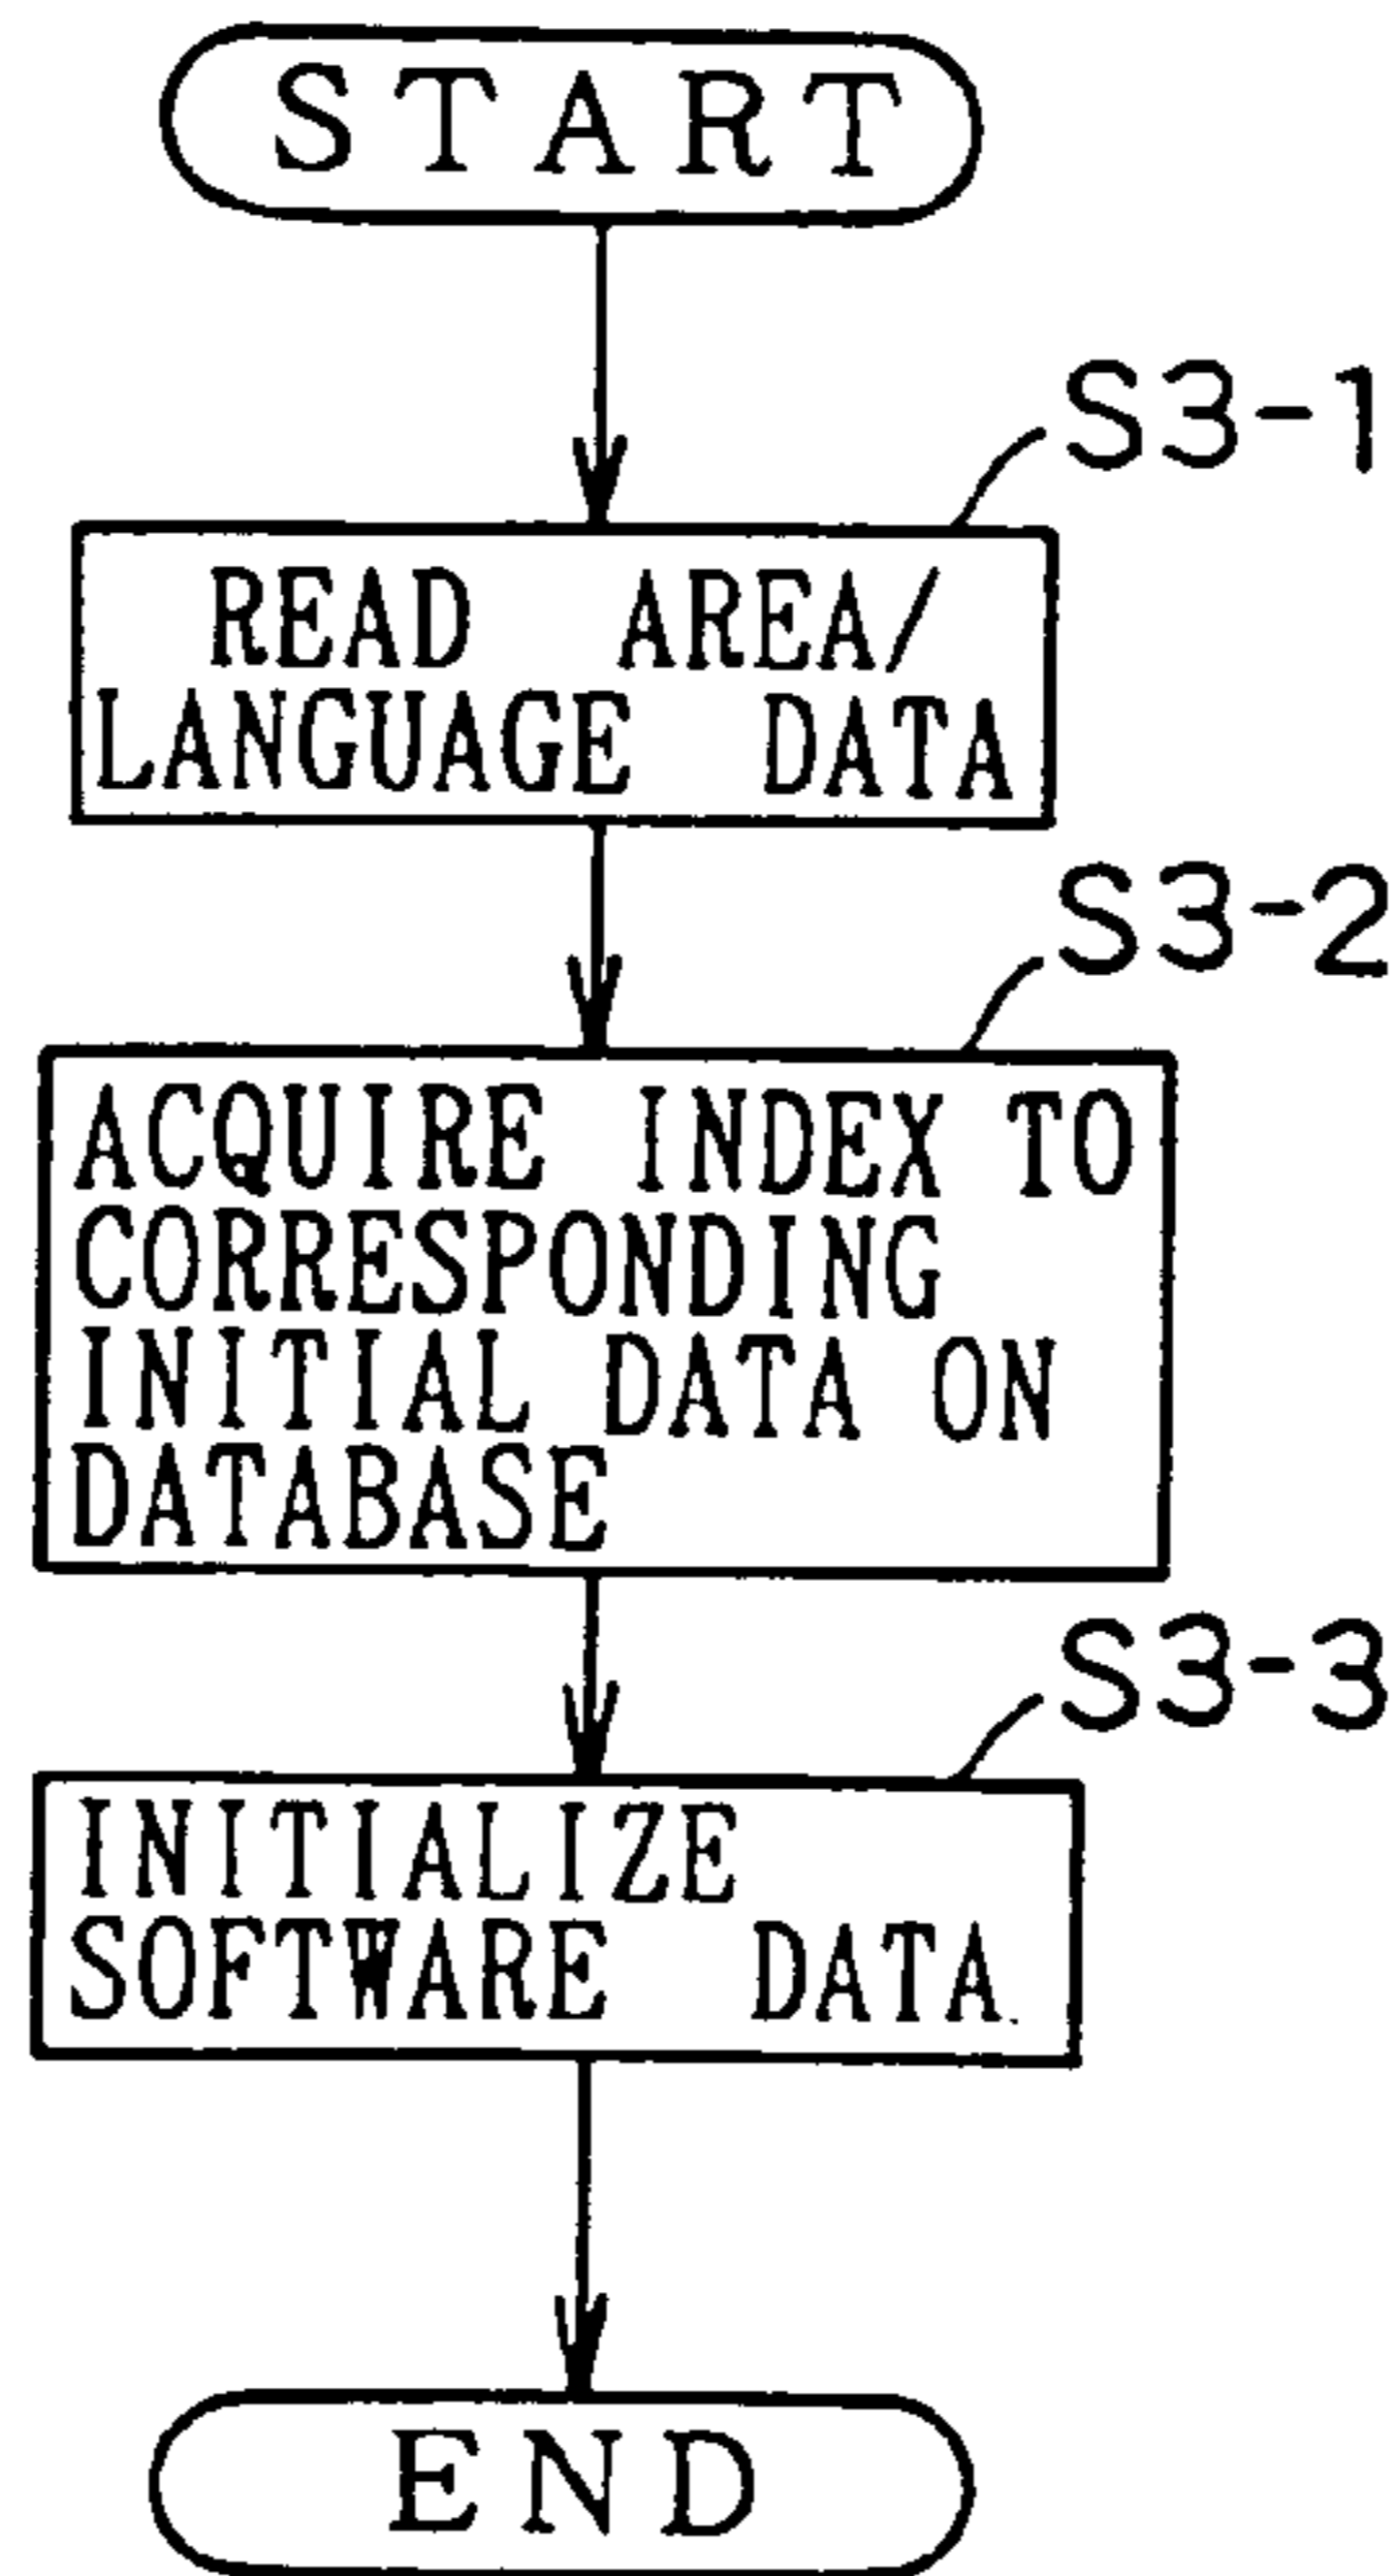 START
S3-1
READ AREA/
LANGUAGE DATA
S3-2
ACQUIRE INDEX TO
CORRESPONDING
INITIAL DATA ON
DATABASE
S3-3
INITIALIZE
SOFTWARE DATA
END